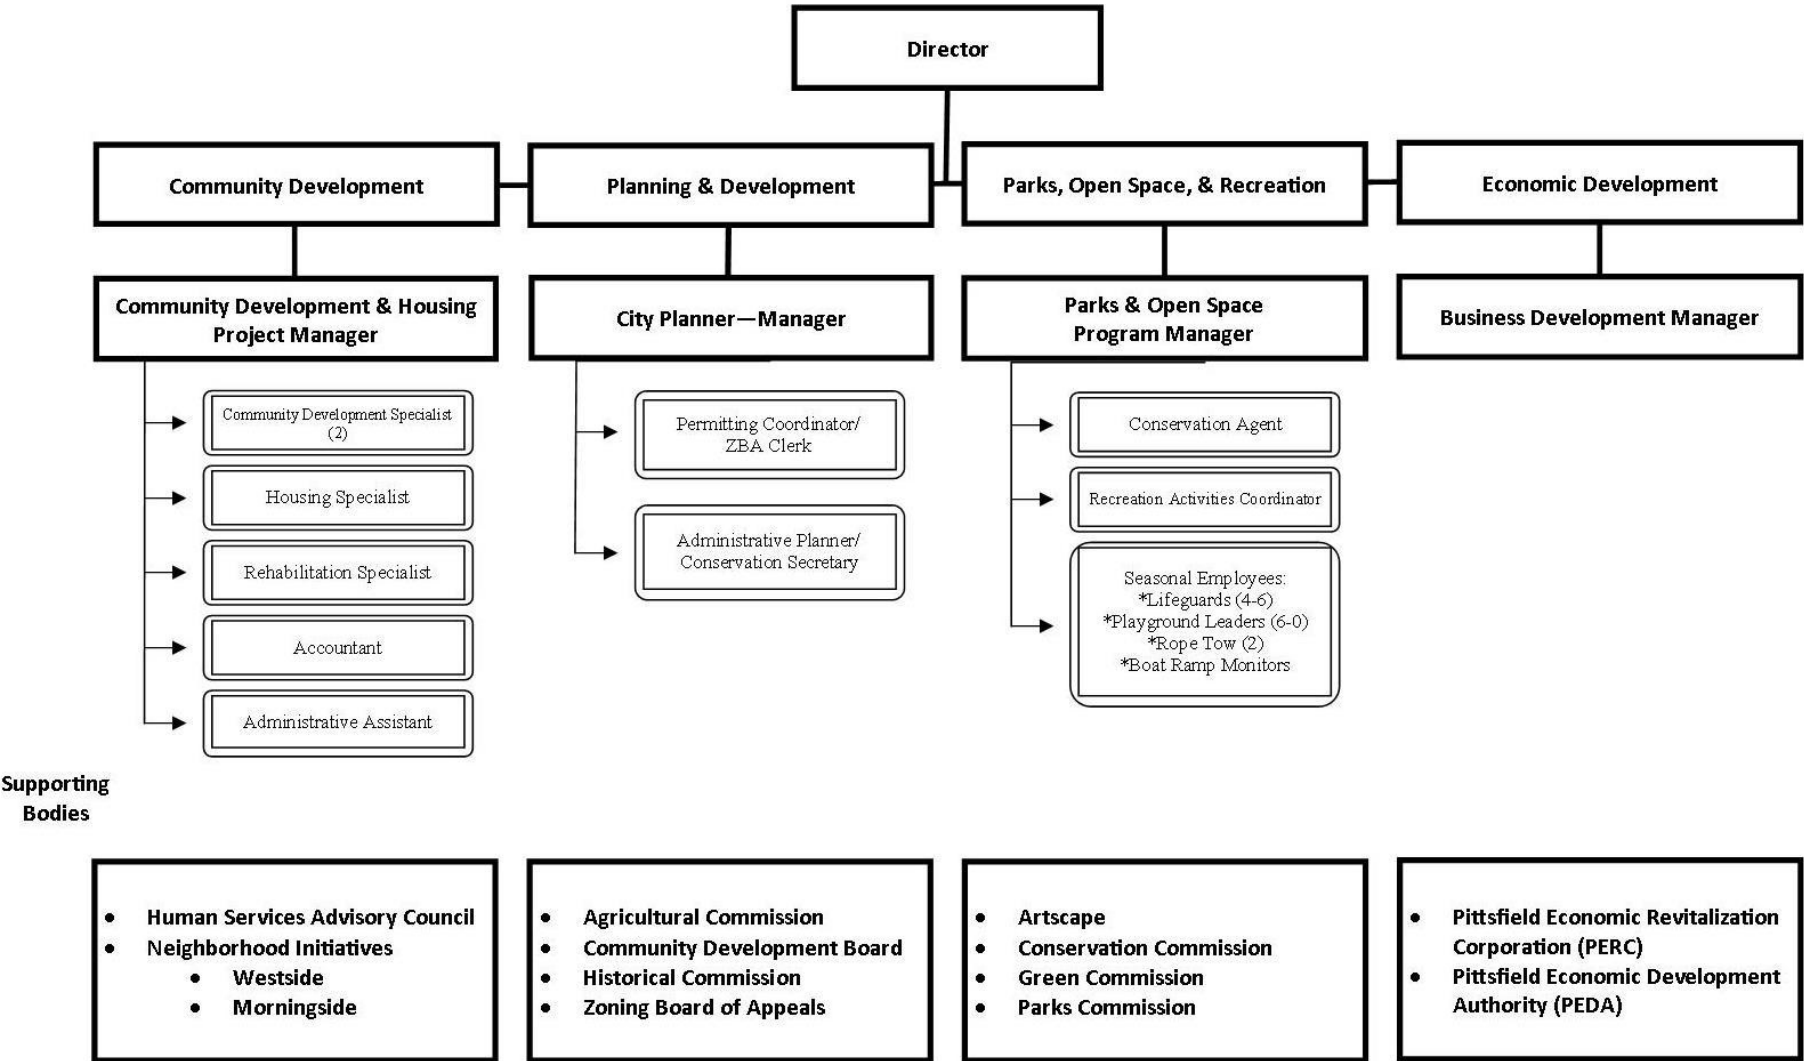 Director
Community Development
Planning & Development
Parks, Open Space, & Recreation
Economic Development
Community Development & Housing
Project Manager
City Planner—Manager
Parks & Open Space
Program Manager
Business Development Manager
Community Development Specialist
(2)
Housing Specialist
Rehabilitation Specialist
Accountant
Administrative Assistant
Permitting Coordinator/
ZBA Clerk
Administrative Planner/
Conservation Secretary
Conservation Agent
Recreation Activities Coordinator
Seasonal Employees:
*Lifeguards (4-6)
*Playground Leaders (6-0)
*Rope Tow (2)
*Boat Ramp Monitors
Supporting
Bodies
• Human Services Advisory Council
• Neighborhood Initiatives
• Westside
• Morningside
• Agricultural Commission
• Community Development Board
• Historical Commission
• Zoning Board of Appeals
• Artscape
• Conservation Commission
• Green Commission
• Parks Commission
• Pittsfield Economic Revitalization
Corporation (PERC)
• Pittsfield Economic Development
Authority (PEDA)